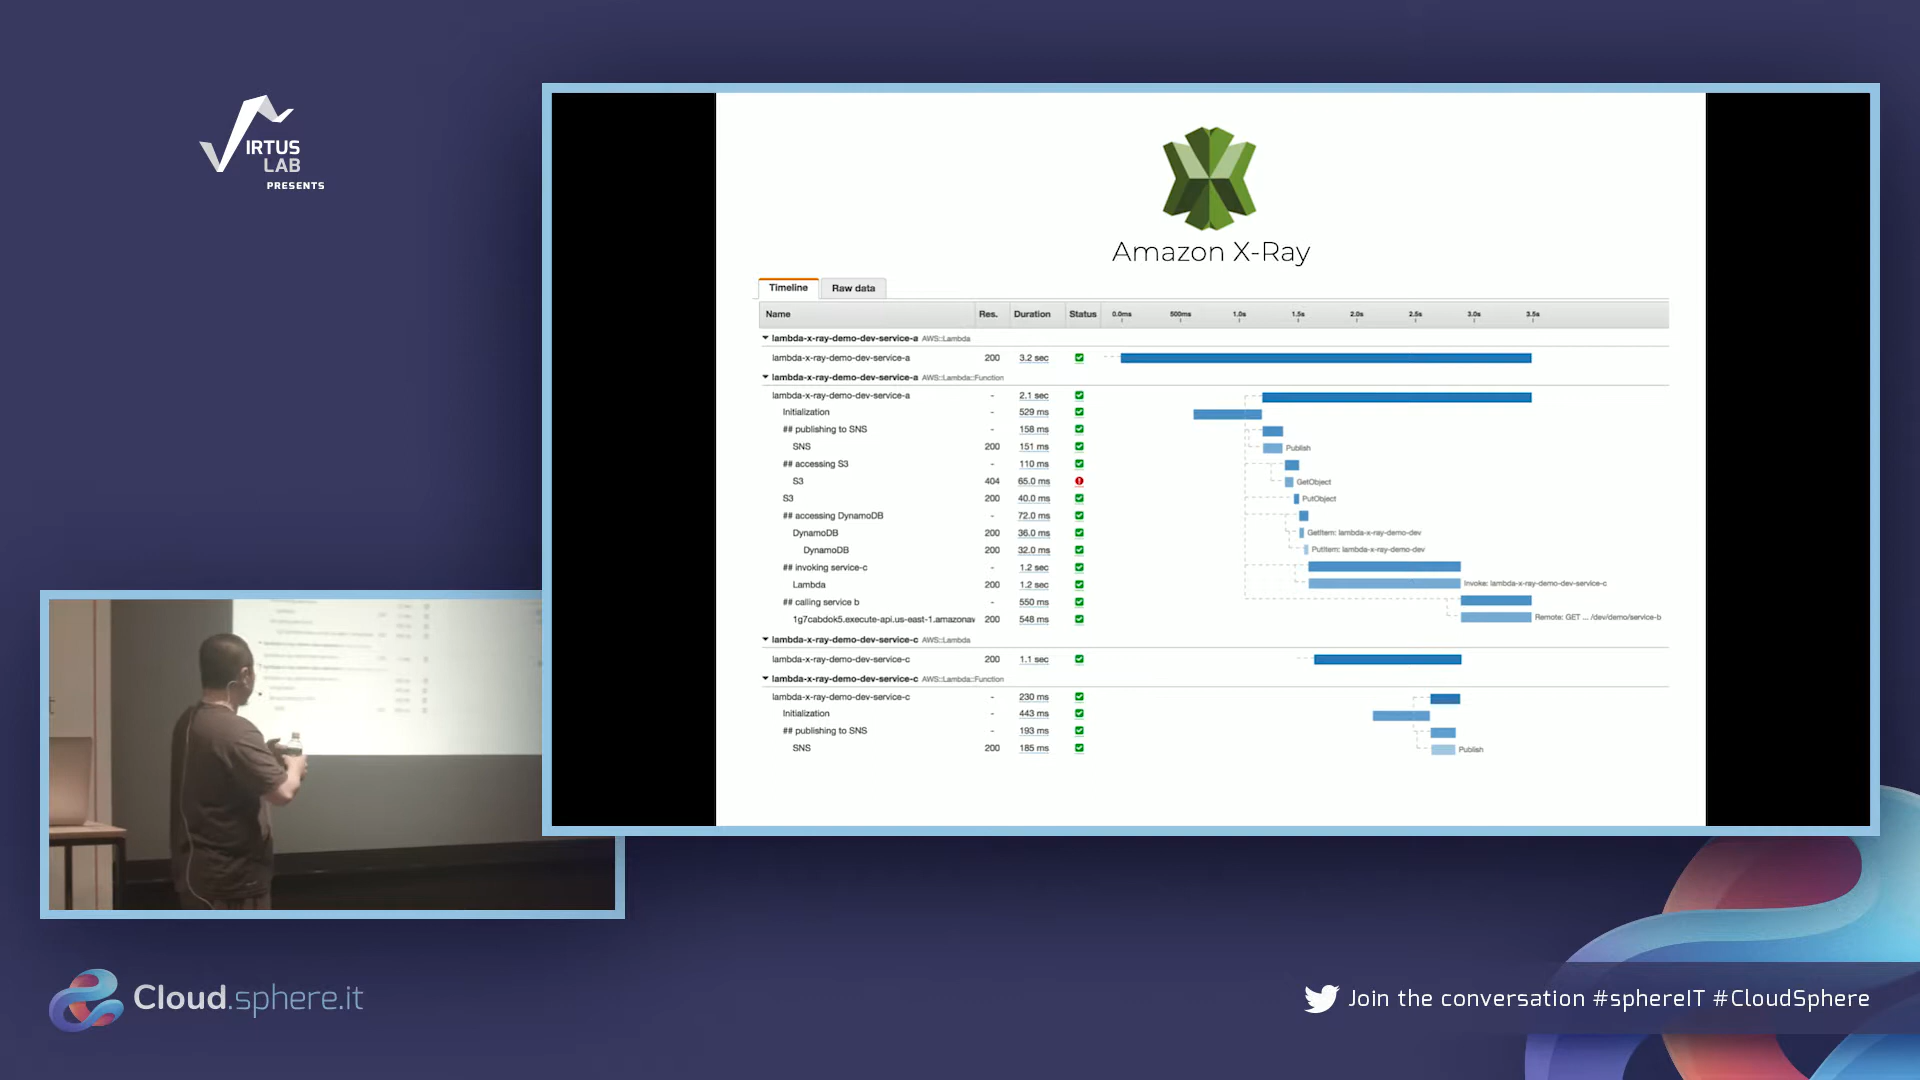 VIRTUS
LAB
PRESENTS
Amazon X-Ray
Timeline Raw data
Name Res. Duration Status 0.0ms 500ms 1.0s 1.5s 2.0s 2.5s 3.0s 3.5s
lambda-x-ray-demo-dev-service-a AWS::Lambda
lambda-x-ray-demo-dev-service-a 200 3.2 sec
lambda-x-ray-demo-dev-service-a AWS::Lambda::Function
lambda-x-ray-demo-dev-service-a - 2.1 sec
Initialization - 529 ms
## publishing to SNS - 158 ms
SNS 200 151 ms Publish
## accessing S3 - 110 ms
S3 404 65.0 ms GetObject
S3 200 40.0 ms PutObject
## accessing DynamoDB - 72.0 ms
DynamoDB 200 36.0 ms GetItem: lambda-x-ray-demo-dev
DynamoDB 200 32.0 ms PutItem: lambda-x-ray-demo-dev
## invoking service-c - 1.2 sec
Lambda 200 1.2 sec Invoke: lambda-x-ray-demo-dev-service-c
## calling service b - 550 ms
1g7cabdok5.execute-api.us-east-1.amazonaw 200 548 ms Remote: GET ... /dev/demo/service-b
lambda-x-ray-demo-dev-service-c AWS::Lambda
lambda-x-ray-demo-dev-service-c 200 1.1 sec
lambda-x-ray-demo-dev-service-c AWS::Lambda::Function
lambda-x-ray-demo-dev-service-c - 230 ms
Initialization - 443 ms
## publishing to SNS - 193 ms
SNS 200 185 ms Publish
Cloud.sphere.it
Join the conversation #sphereIT #CloudSphere